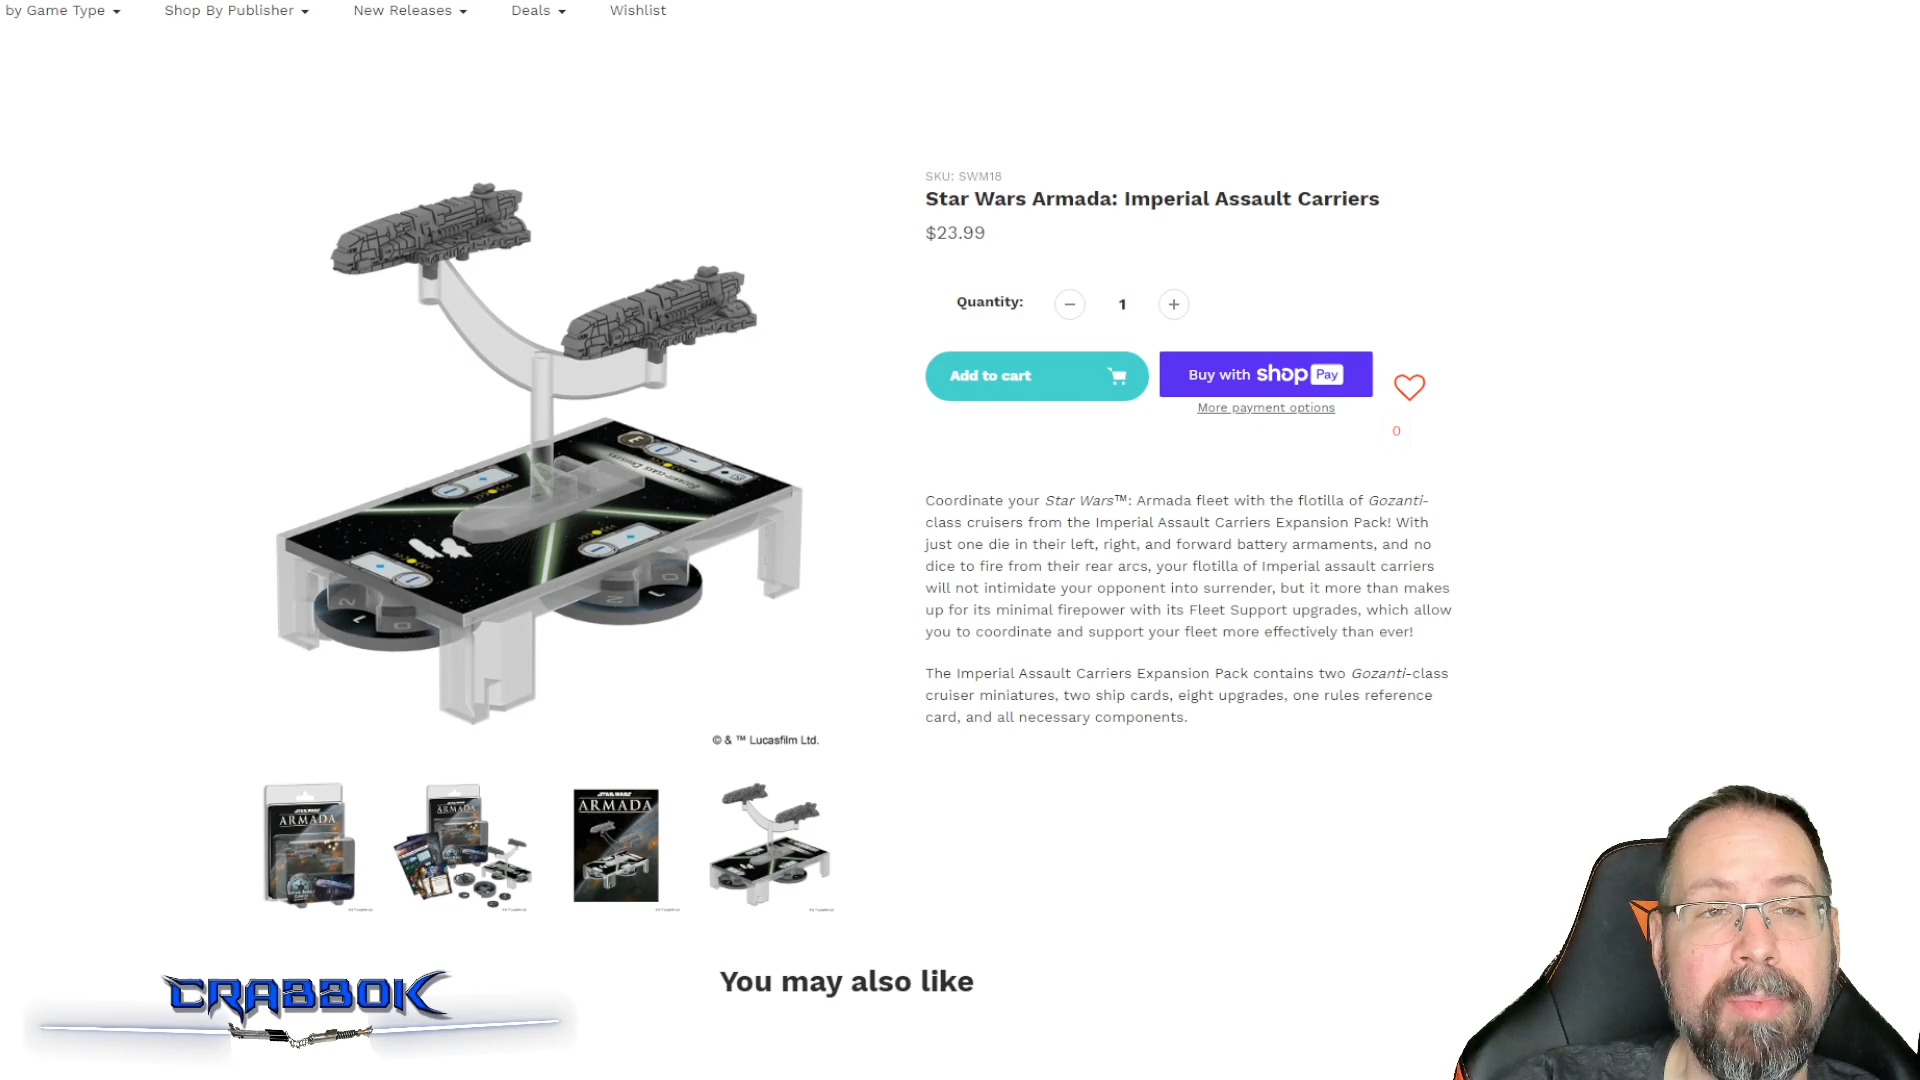 by Game Type
Shop By Publisher
New Releases
Deals
Wishlist
SKU: SWM18
Star Wars Armada: Imperial Assault Carriers
$23.99
Quantity:
1
Add to cart
Buy with shop Pay
More payment options
0
Coordinate your Star Wars™: Armada fleet with the flotilla of Gozanti-
class cruisers from the Imperial Assault Carriers Expansion Pack! With
just one die in their left, right, and forward battery armaments, and no
dice to fire from their rear arcs, your flotilla of Imperial assault carriers
will not intimidate your opponent into surrender, but it more than makes
up for its minimal firepower with its Fleet Support upgrades, which allow
you to coordinate and support your fleet more effectively than ever!
The Imperial Assault Carriers Expansion Pack contains two Gozanti-class
cruiser miniatures, two ship cards, eight upgrades, one rules reference
card, and all necessary components.
© & ™ Lucasfilm Ltd.
STAR WARS
ARMADA
STAR WARS
ARMADA
STAR WARS
ARMADA
You may also like
CRABBOK